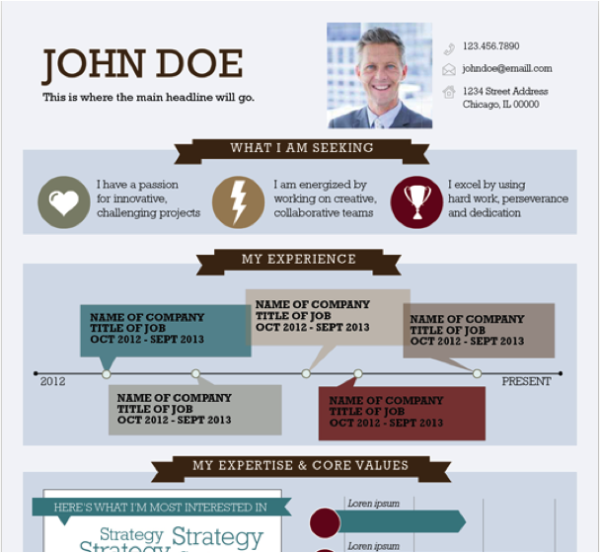 JOHN DOE
This is where the main headline will go.
123.456.7890
johndoe@emaill.com
1234 Street Address
Chicago, IL 00000
WHAT I AM SEEKING
I have a passion
for innovative,
challenging projects
I am energized by
working on creative,
collaborative teams
I excel by using
hard work, perseverance
and dedication
MY EXPERIENCE
NAME OF COMPANY
TITLE OF JOB
OCT 2012 - SEPT 2013
NAME OF COMPANY
TITLE OF JOB
OCT 2012 - SEPT 2013
NAME OF COMPANY
TITLE OF JOB
OCT 2012 - SEPT 2013
2012
PRESENT
NAME OF COMPANY
TITLE OF JOB
OCT 2012 - SEPT 2013
NAME OF COMPANY
TITLE OF JOB
OCT 2012 - SEPT 2013
MY EXPERTISE & CORE VALUES
HERE'S WHAT I'M MOST INTERESTED IN
Strategy Strategy
Strategy
Loren ipsum
Loren ipsum